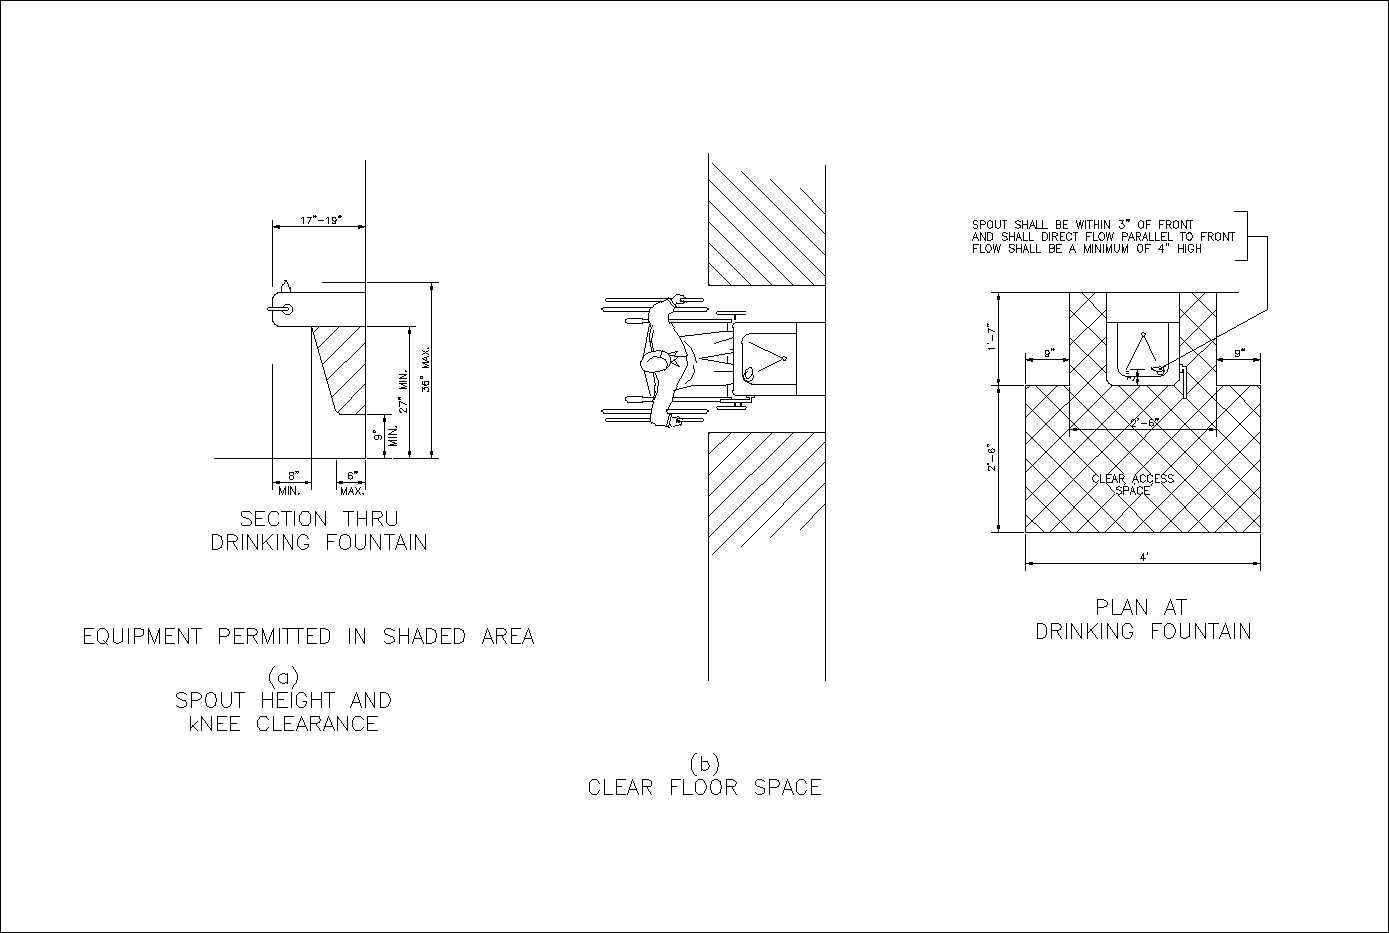 17"-19"
27" MIN.
36" MAX.
9"
MIN.
8"
MIN.
6"
MAX.
SECTION THRU
DRINKING FOUNTAIN
EQUIPMENT PERMITTED IN SHADED AREA
(a)
SPOUT HEIGHT AND
kNEE CLEARANCE
(b)
CLEAR FLOOR SPACE
SPOUT SHALL BE WITHIN 3" OF FRONT
AND SHALL DIRECT FLOW PARALLEL TO FRONT
FLOW SHALL BE A MINIMUM OF 4" HIGH
1'-7"
9"
9"
3"
2'-6"
2'-6"
CLEAR ACCESS
SPACE
4'
PLAN AT
DRINKING FOUNTAIN